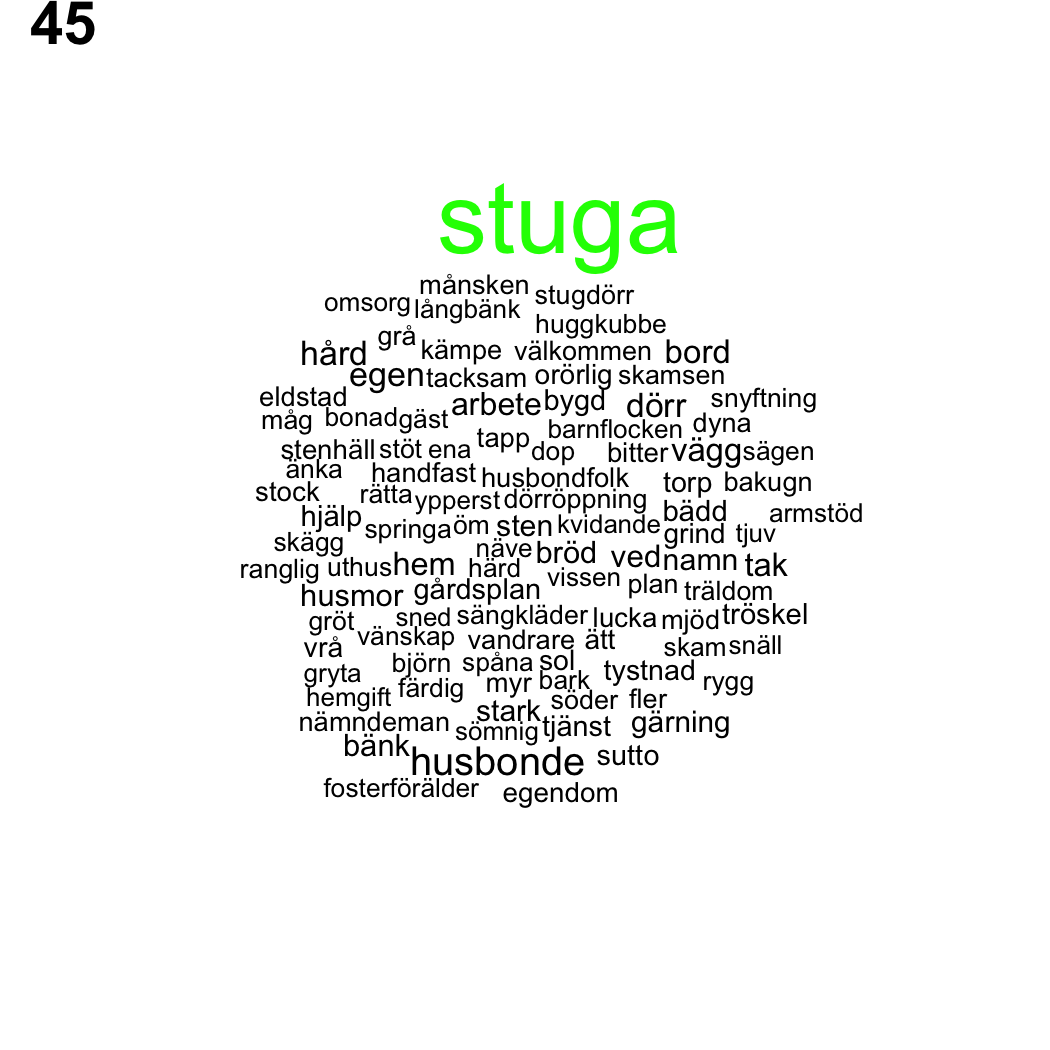 45
stuga
månsken
omsorg långbänk stugdörr
huggkubbe
grå
hård kämpe välkommen bord
egen tacksam orörlig skamsen
eldstad arbete bygd dörr snyftning
måg bonad gäst barnflocken dyna
tapp
stenhäll stöt ena dop bitter vägg sägen
änka handfast husbondfolk torp bakugn
stock rätta ypperst dörröppning
hjälp springa öm sten kvidande bädd armstöd
skägg näve grind tjuv
ranglig uthus hem härd bröd ved namn tak
husmor gårdsplan vissen plan träldom
gröt sned sängkläder lucka mjöd tröskel
vrå vänskap vandrare ätt skam snäll
gryta björn spåna sol tystnad rygg
hemgift färdig myr bark söder fler
nämndeman stark sömnig tjänst gärning
bänk husbonde sutto
fosterförälder egendom